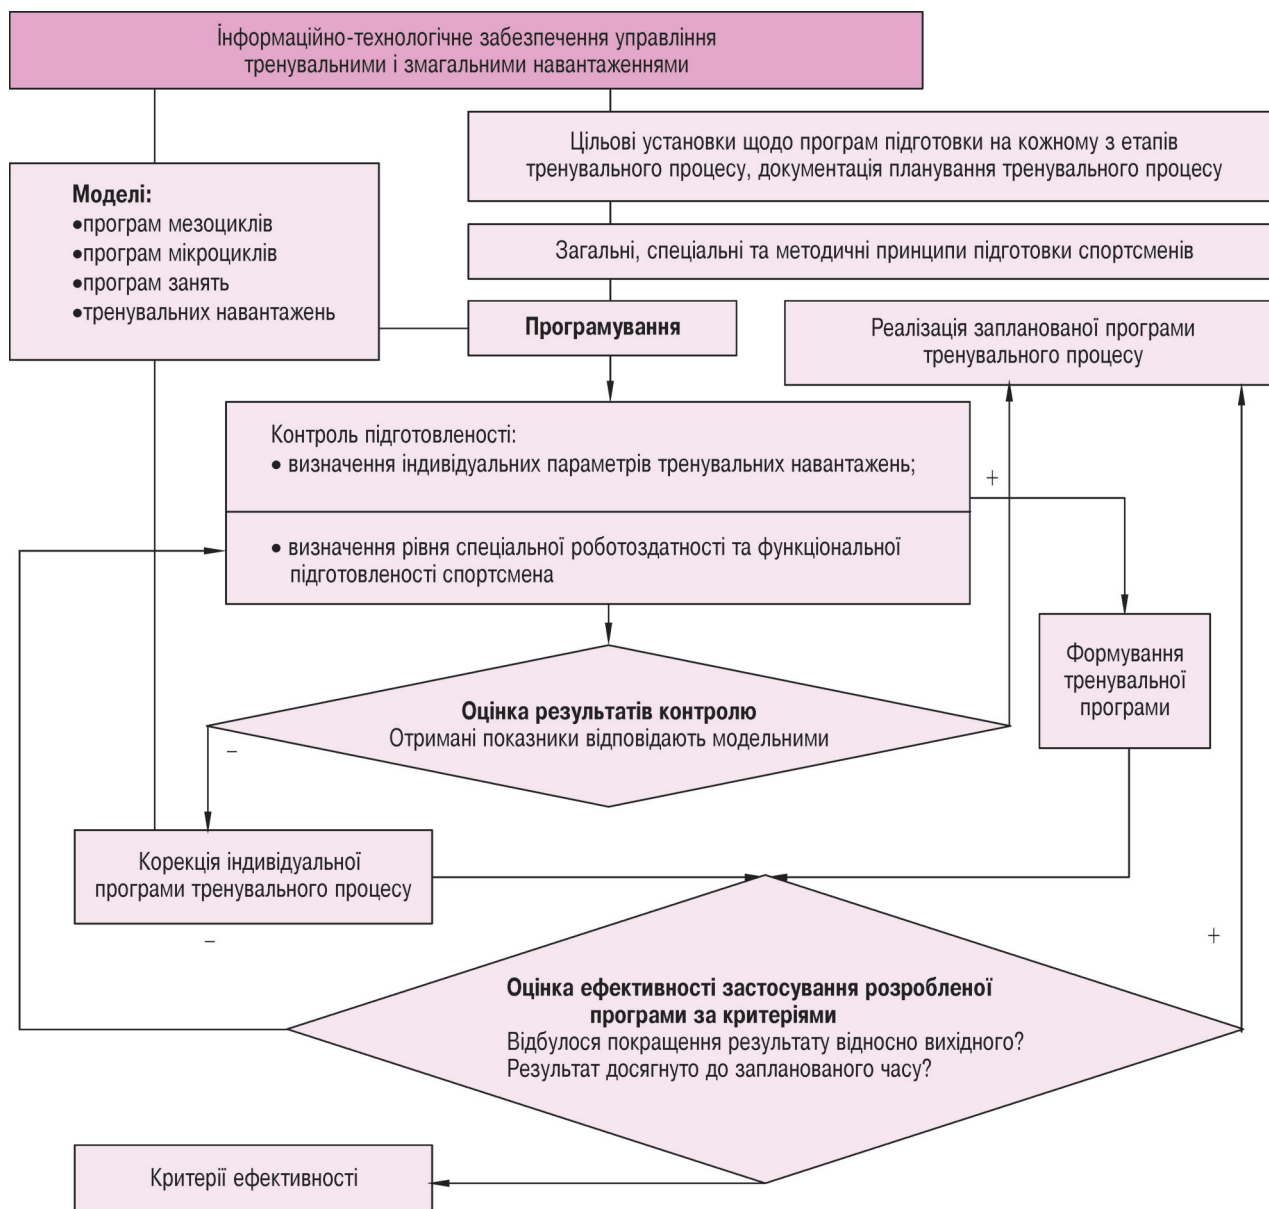 Інформаційно-технологічне забезпечення управління
тренувальними і змагальними навантаженнями
Цільові установки щодо програм підготовки на кожному з етапів
тренувального процесу, документація планування тренувального процесу
Моделі:
•програм мезоциклів
•програм мікроциклів
•програм занять
•тренувальних навантажень
Загальні, спеціальні та методичні принципи підготовки спортсменів
Програмування
Реалізація запланованої програми
тренувального процесу
Контроль підготовленості:
• визначення індивідуальних параметрів тренувальних навантажень;
+
• визначення рівня спеціальної роботоздатності та функціональної
підготовленості спортсмена
Формування
тренувальної
програми
Оцінка результатів контролю
Отримані показники відповідають модельними
–
Корекція індивідуальної
програми тренувального процесу
–
+
Оцінка ефективності застосування розробленої
програми за критеріями
Відбулося покращення результату відносно вихідного?
Результат досягнуто до запланованого часу?
Критерії ефективності